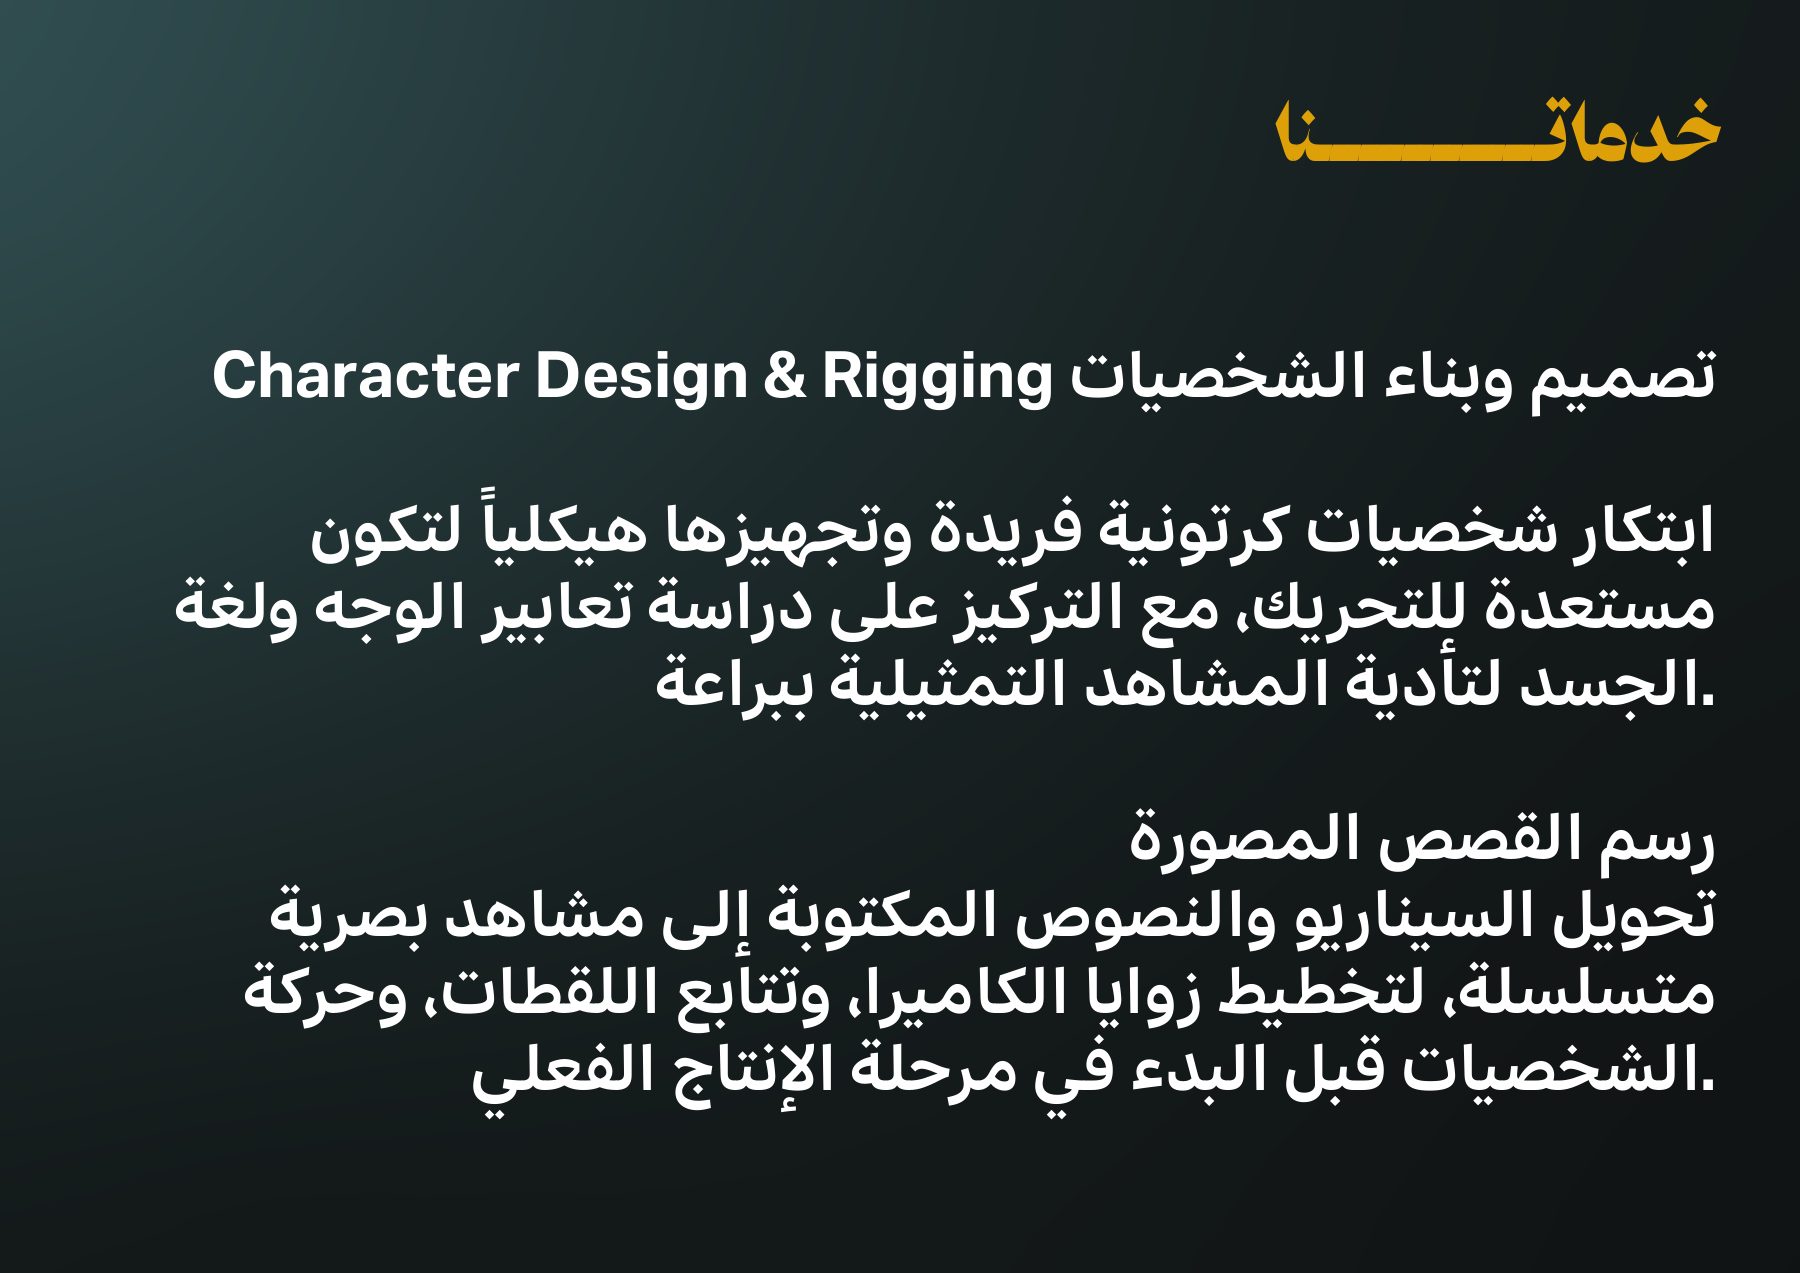 خدماتـــــــنا
تصميم وبناء الشخصيات Character Design & Rigging
ابتكار شخصيات كرتونية فريدة وتجهيزها هيكلياً لتكون
مستعدة للتحريك، مع التركيز على دراسة تعابير الوجه ولغة
الجسد لتأدية المشاهد التمثيلية ببراعة.
رسم القصص المصورة
تحويل السيناريو والنصوص المكتوبة إلى مشاهد بصرية
متسلسلة، لتخطيط زوايا الكاميرا، وتتابع اللقطات، وحركة
الشخصيات قبل البدء في مرحلة الإنتاج الفعلي.